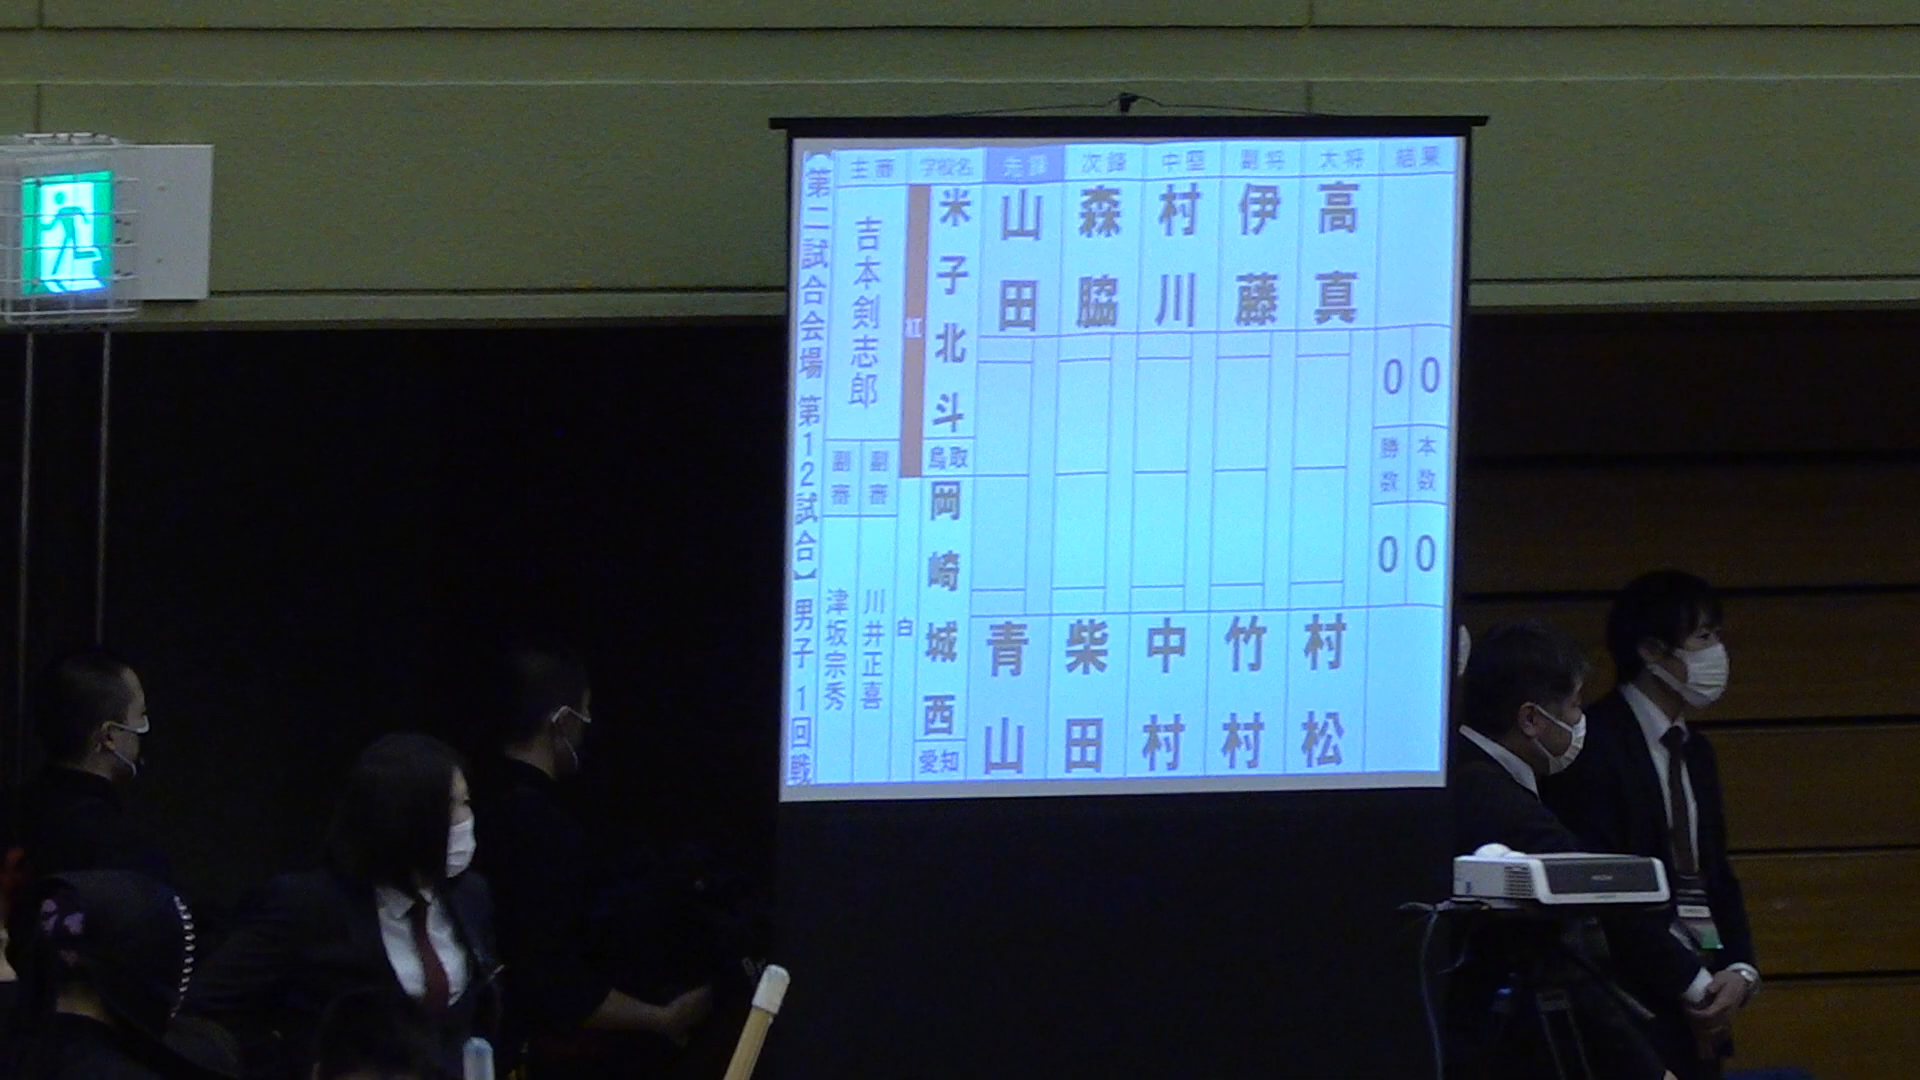 第二試合会場 第12試合】男子 1回戦
主審 学校名 先鋒 次鋒 中堅 副将 大将 結果
吉本剣志郎
副審 副審
津坂宗秀
川井正喜
紅
米子北斗
鳥取
山田
森脇
村川
伊藤
高真
0 0
勝数 本数
0 0
白
岡崎城西
愛知
青山
柴田
中村
竹村
村松